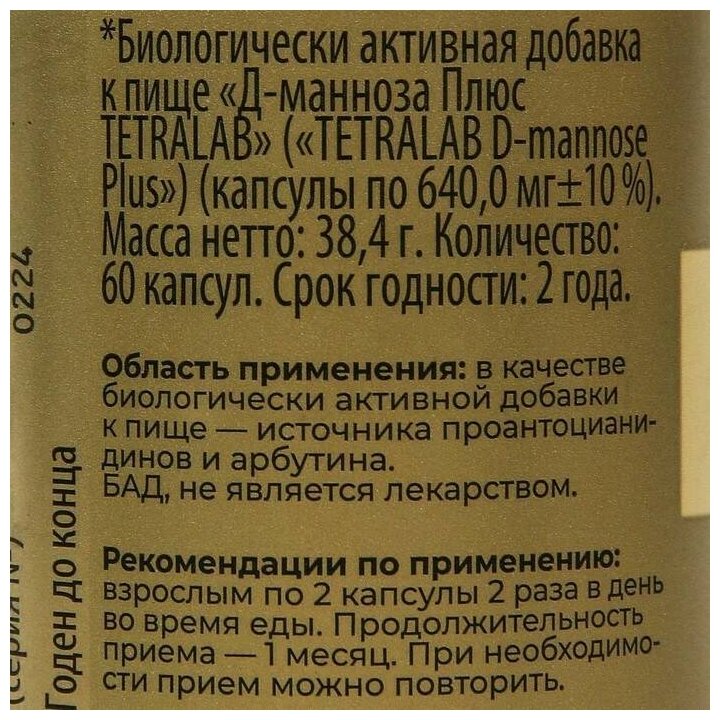 *Биологически активная добавка
к пище «Д-манноза Плюс
TETRALAB» («TETRALAB D-mannose
Plus») (капсулы по 640,0 мг±10%).
Масса нетто: 38,4 г. Количество:
60 капсул. Срок годности: 2 года.
Область применения: в качестве
биологически активной добавки
к пище — источника проантоциани-
динов и арбутина.
БАД, не является лекарством.
Рекомендации по применению:
взрослым по 2 капсулы 2 раза в день
во время еды. Продолжительность
приема — 1 месяц. При необходимо-
сти прием можно повторить.
Годен до конца
0224